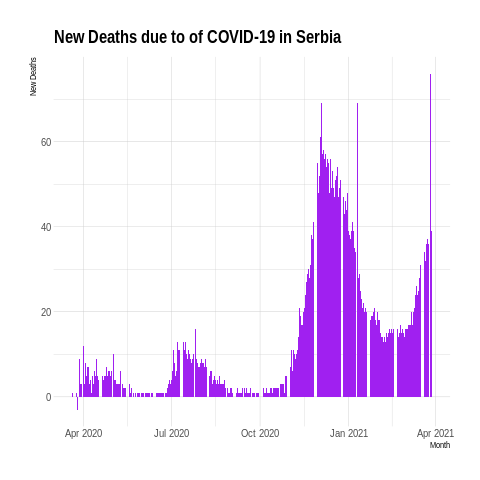 New Deaths due to of COVID-19 in Serbia
New Deaths
60
40
20
0
Apr 2020 Jul 2020 Oct 2020 Jan 2021 Apr 2021
Month